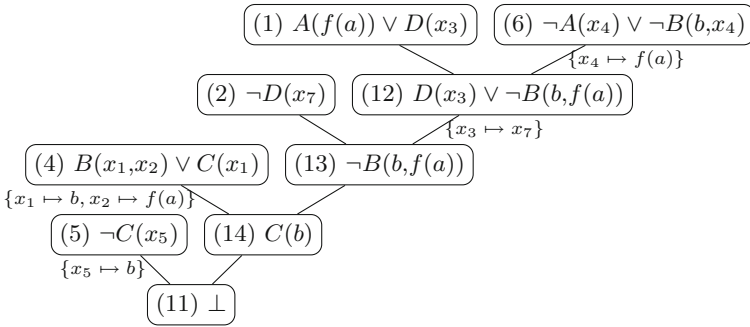 (1) A(f(a)) ∨ D(x₃) (6) ¬A(x₄) ∨ ¬B(b,x₄)
{x₄ ↦ f(a)}
(2) ¬D(x₇) (12) D(x₃) ∨ ¬B(b,f(a))
{x₃ ↦ x₇}
(4) B(x₁,x₂) ∨ C(x₁) (13) ¬B(b,f(a))
{x₁ ↦ b, x₂ ↦ f(a)}
(5) ¬C(x₅) (14) C(b)
{x₅ ↦ b}
(11) ⊥